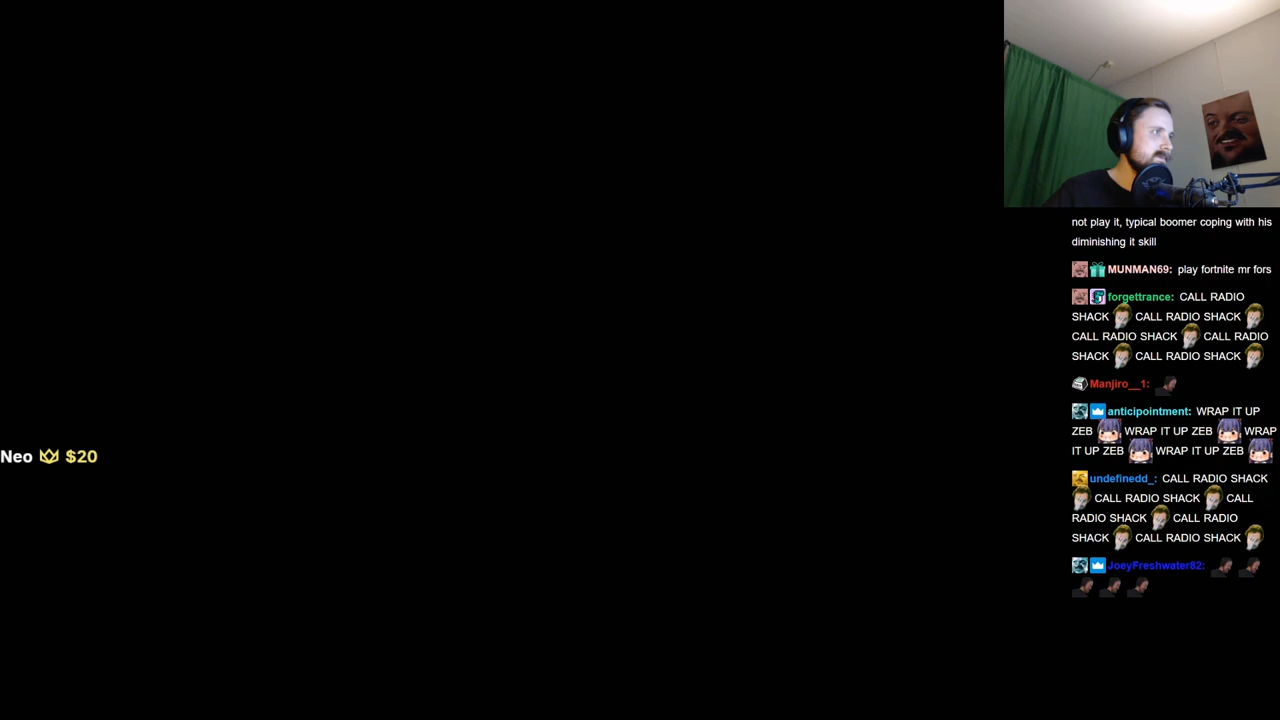 not play it, typical boomer coping with his
diminishing it skill
MUNMAN69: play fortnite mr fors
forgettrance: CALL RADIO
SHACK CALL RADIO SHACK
CALL RADIO SHACK CALL RADIO
SHACK CALL RADIO SHACK
Manjiro__1:
anticipointment: WRAP IT UP
ZEB WRAP IT UP ZEB WRAP
IT UP ZEB WRAP IT UP ZEB
Neo $20
undefinedd_: CALL RADIO SHACK
CALL RADIO SHACK CALL
RADIO SHACK CALL RADIO
SHACK CALL RADIO SHACK
JoeyFreshwater82: